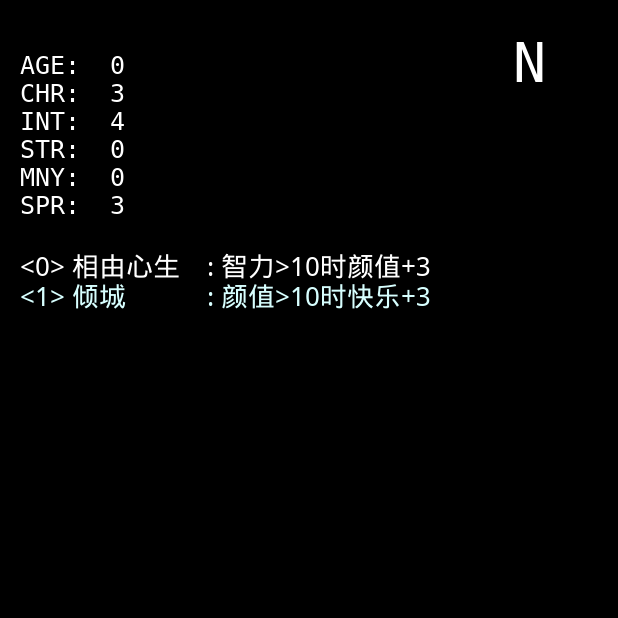 N
AGE: 0
CHR: 3
INT: 4
STR: 0
MNY: 0
SPR: 3
<0> 相由心生 : 智力>10时颜值+3
<1> 倾城 : 颜值>10时快乐+3